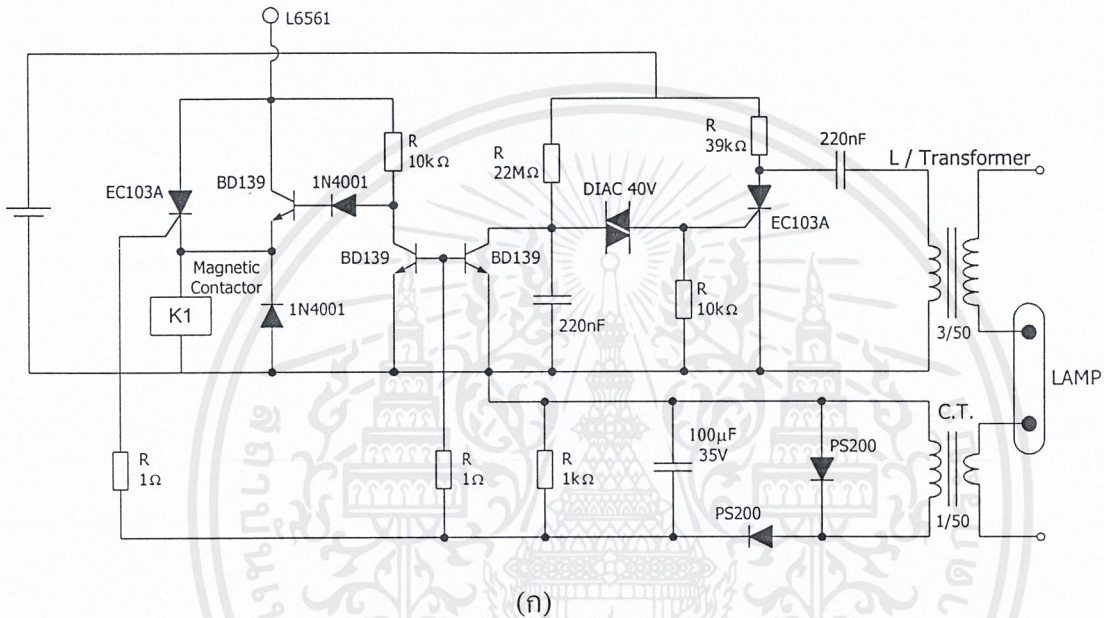 L6561
R
10kΩ
EC103A
BD139
1N4001
R
22MΩ
R
39kΩ
220nF
L / Transformer
DIAC 40V
EC103A
BD139
BD139
Magnetic
Contactor
K1
1N4001
220nF
R
10kΩ
3/50
LAMP
C.T.
R
1Ω
R
1Ω
R
1kΩ
100μF
35V
PS200
PS200
1/50
(ก)